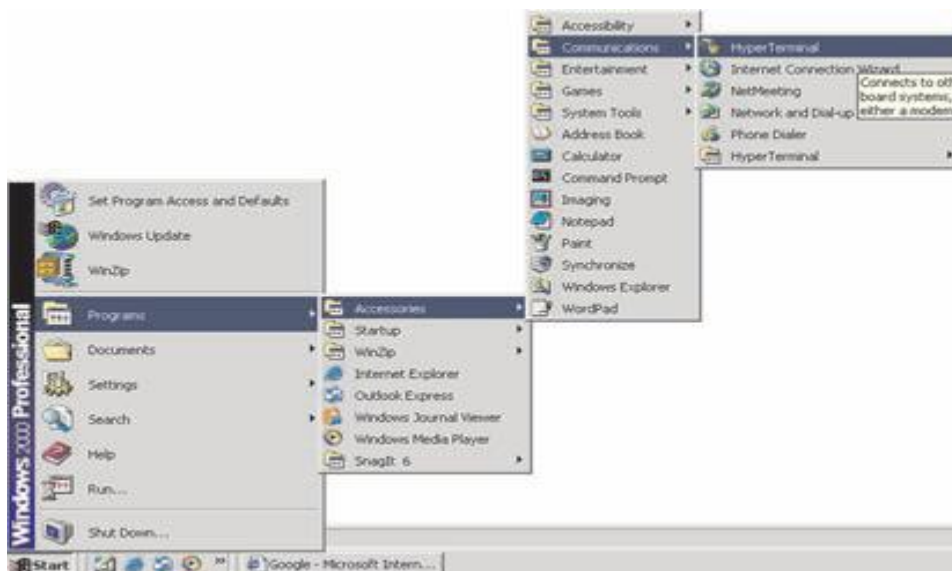 Accessibility
Communications
Entertainment
Games
System Tools
Address Book
Calculator
Command Prompt
Imaging
Notepad
Paint
Synchronize
Windows Explorer
WordPad
HyperTerminal
Internet Connection Wizard
NetMeeting
Network and Dial-up
Phone Dialer
HyperTerminal
Connects to oth
board systems,
either a modem
Set Program Access and Defaults
Windows Update
WinZip
Programs
Documents
Settings
Search
Help
Run...
Shut Down...
Accessories
Startup
WinZip
Internet Explorer
Outlook Express
Windows Journal Viewer
Windows Media Player
SnagIt 6
Windows 2000 Professional
Start
Google - Microsoft Intern...